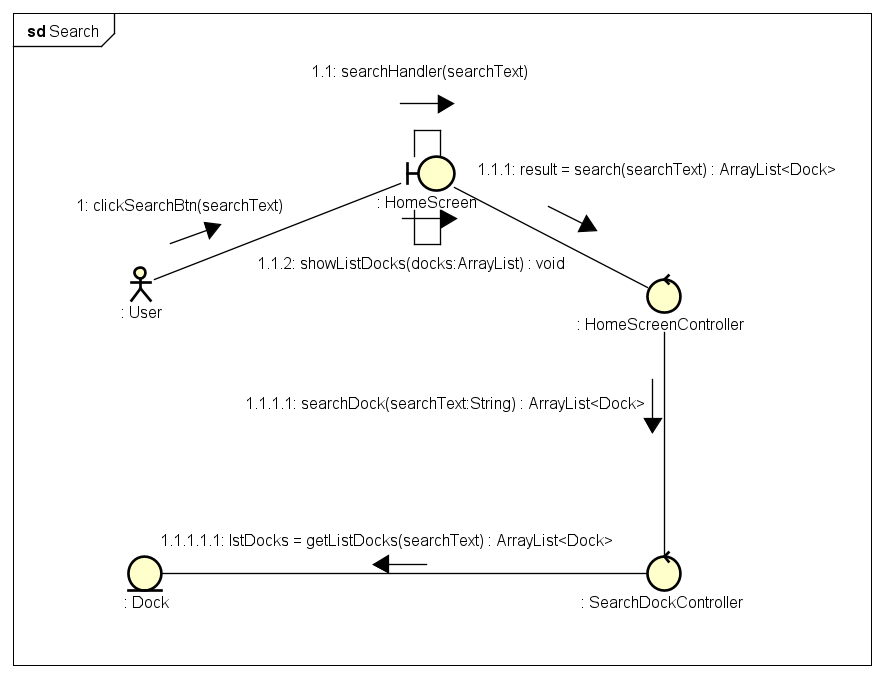 sd Search
1.1: searchHandler(searchText)
1.1.1: result = search(searchText) : ArrayList<Dock>
: HomeScreen
1: clickSearchBtn(searchText)
1.1.2: showListDocks(docks:ArrayList) : void
: User
: HomeScreenController
1.1.1.1: searchDock(searchText:String) : ArrayList<Dock>
1.1.1.1.1: lstDocks = getListDocks(searchText) : ArrayList<Dock>
: Dock
: SearchDockController